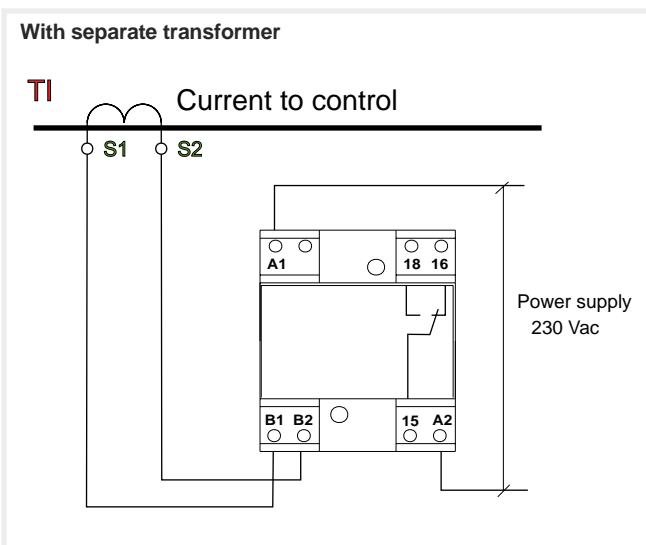 With separate transformer
TI
Current to control
S1 S2
A1 18 16
Power supply
230 Vac
B1 B2 15 A2